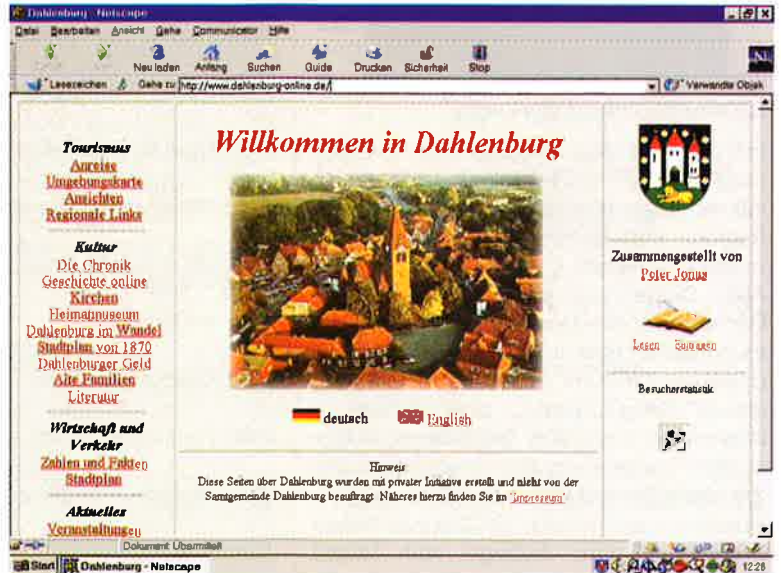 Dahlenburg - Netscape
Datei Bearbeiten Ansicht Gehe Communicator Hilfe
Neu laden Anfang Suchen Guide Drucken Sicherheit Stop
Lesezeichen Gehe zu http://www.dahlenburg-online.de/ Verwandte Objek
Tourismus
Anreise
Umgebungskarte
Ansichten
Regionale Links
Kultur
Die Chronik
Geschichte online
Kirchen
Heimatmuseum
Dahlenburg im Wandel
Stadtplan von 1870
Dahlenburger Geld
Alte Familien
Literatur
Wirtschaft und
Verkehr
Zahlen und Fakten
Stadtplan
Aktuelles
Veranstaltungen
Willkommen in Dahlenburg
deutsch English
Hinweis
Diese Seiten über Dahlenburg wurden mit privater Initiative erstellt und nicht von der
Samtgemeinde Dahlenburg beauftragt. Näheres hierzu finden Sie im "Impressum"
Zusammengestellt von
Peter Jonas
Lesen Eintragen
Besucherstatistik
Dokument Übermittelt
Start Dahlenburg - Netscape 12:28